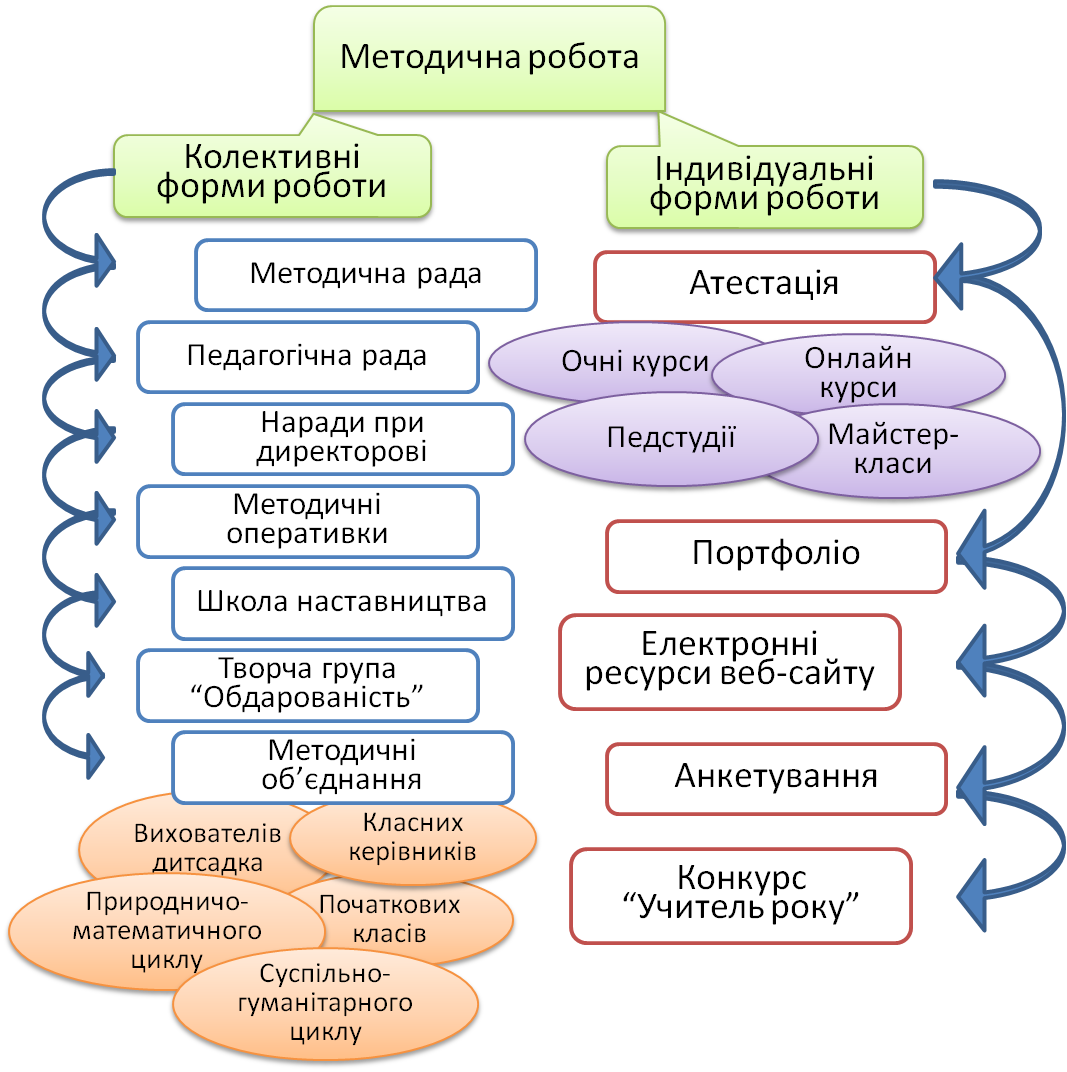 Методична робота
Колективні
форми роботи
Методична рада
Педагогічна рада
Наради при
директорові
Методичні
оперативки
Школа наставництва
Творча група
“Обдарованість”
Методичні
об’єднання
Вихователів
дитсадка
Класних
керівників
Природничо-
математичного
циклу
Початкових
класів
Суспільно-
гуманітарного
циклу
Індивідуальні
форми роботи
Атестація
Очні курси
Онлайн
курси
Педстудії
Майстер-
класи
Портфоліо
Електронні
ресурси веб-сайту
Анкетування
Конкурс
“Учитель року”